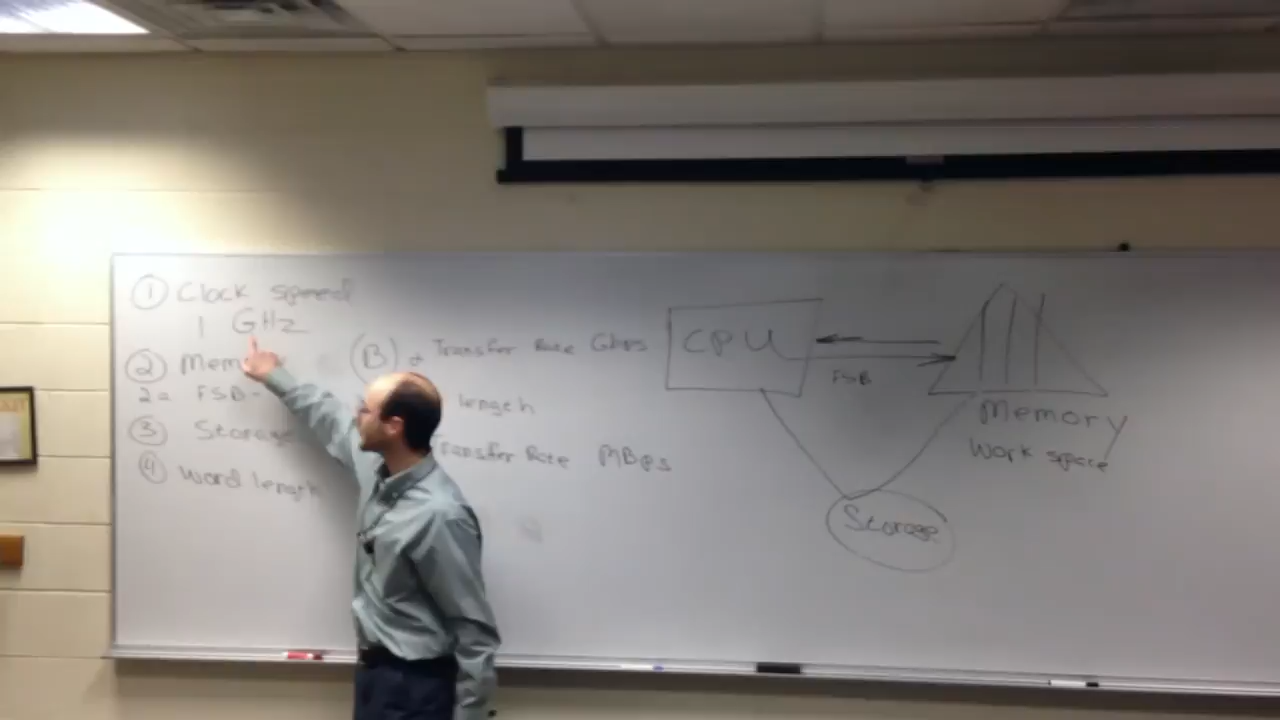 ① Clock speed
1 GHz
② Mem
2a FSB-
③ Storage
④ Word length
B Transfer Rate Gbps
length
Transfer Rate MBps
CPU
FSB
Memory
Work space
Storage